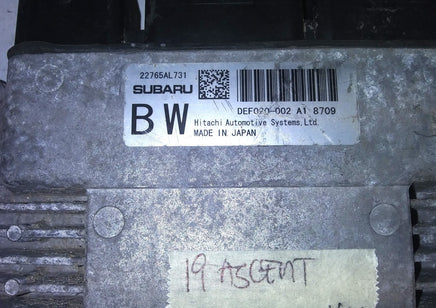 22765AL731
SUBARU
BW
DEF020-002 A1 8709
Hitachi Automotive Systems,Ltd.
MADE IN JAPAN
19 ASCENT